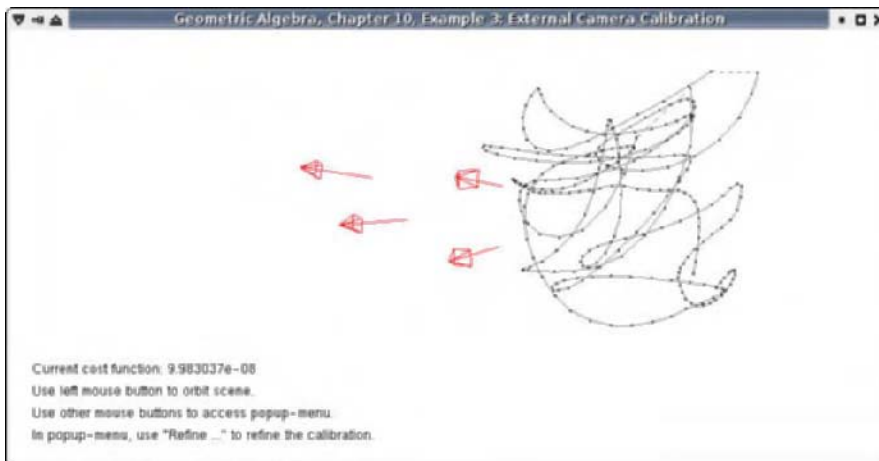 Geometric Algebra, Chapter 10, Example 3: External Camera Calibration
Current cost function: 9.983037e-08
Use left mouse button to orbit scene.
Use other mouse buttons to access popup-menu.
In popup-menu, use "Refine ..." to refine the calibration.